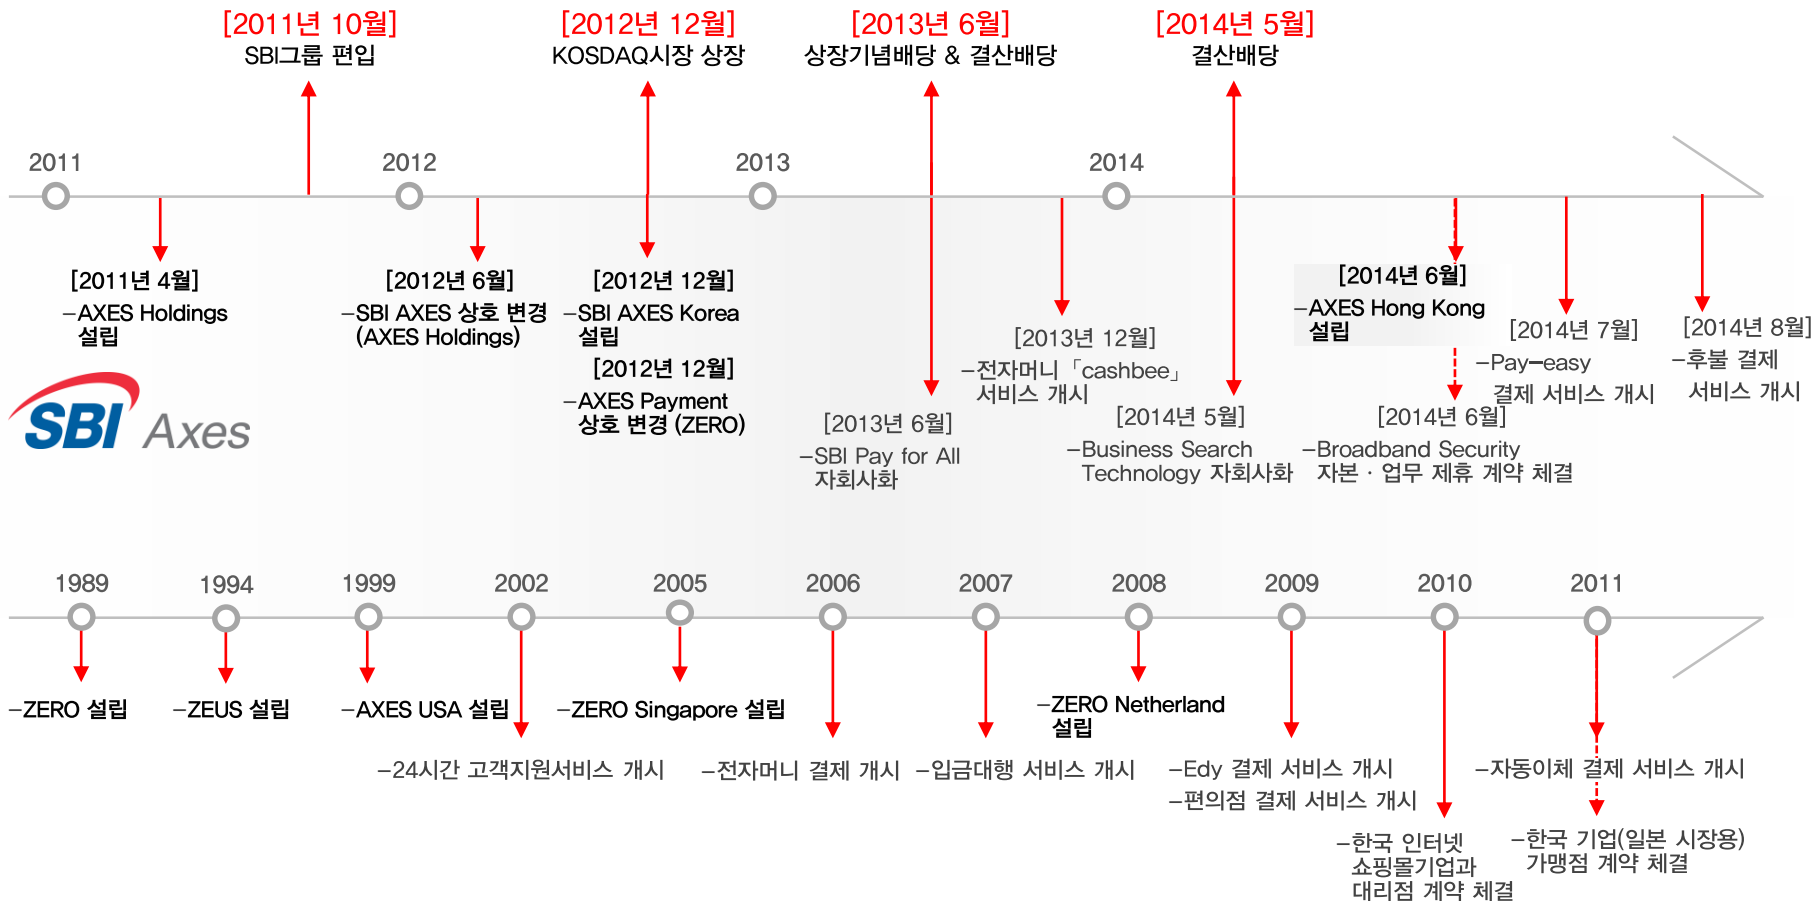 [2011년 10월]
SBI그룹 편입
[2012년 12월]
KOSDAQ시장 상장
[2013년 6월]
상장기념배당 & 결산배당
[2014년 5월]
결산배당
2011
2012
2013
2014
[2011년 4월]
-AXES Holdings
설립
[2012년 6월]
-SBI AXES 상호 변경
(AXES Holdings)
[2012년 12월]
-SBI AXES Korea
설립
[2012년 12월]
-AXES Payment
상호 변경 (ZERO)
[2013년 6월]
-SBI Pay for All
자회사화
[2013년 12월]
-전자머니「cashbee」
서비스 개시
[2014년 5월]
-Business Search
Technology 자회사화
[2014년 6월]
-AXES Hong Kong
설립
[2014년 6월]
-Broadband Security
자본 · 업무 제휴 계약 체결
[2014년 7월]
-Pay-easy
결제 서비스 개시
[2014년 8월]
-후불 결제
서비스 개시
SBI Axes
1989
1994
1999
2002
2005
2006
2007
2008
2009
2010
2011
-ZERO 설립
-ZEUS 설립
-AXES USA 설립
-24시간 고객지원서비스 개시
-ZERO Singapore 설립
-전자머니 결제 개시
-입금대행 서비스 개시
-ZERO Netherland
설립
-Edy 결제 서비스 개시
-편의점 결제 서비스 개시
-한국 인터넷
쇼핑몰기업과
대리점 계약 체결
-자동이체 결제 서비스 개시
-한국 기업(일본 시장용)
가맹점 계약 체결